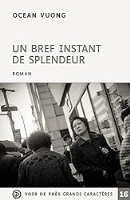 OCEAN VUONG
UN BREF INSTANT
DE SPLENDEUR
ROMAN
VOIR DE PRÈS GRANDS CARACTÈRES 16